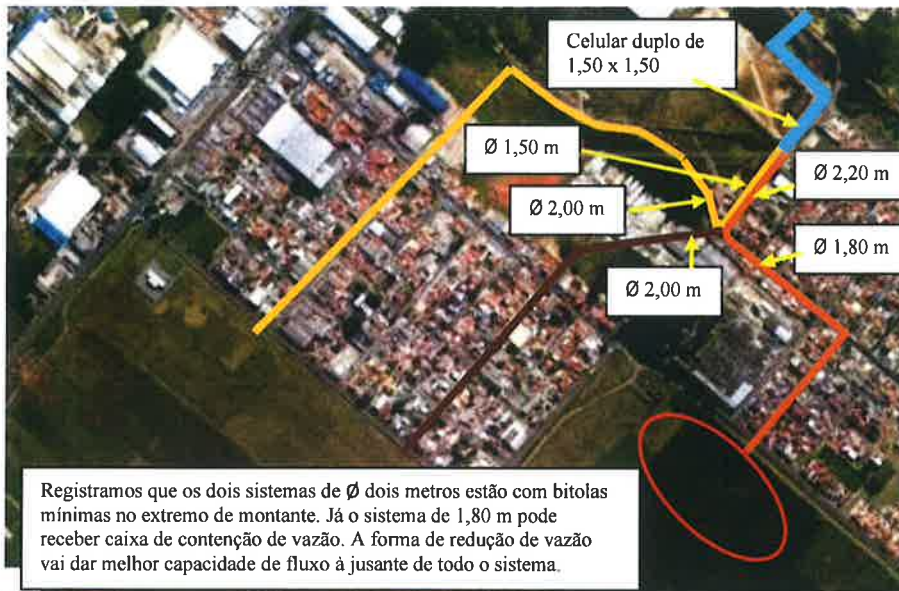 Celular duplo de
1,50 x 1,50
Ø 1,50 m
Ø 2,20 m
Ø 2,00 m
Ø 1,80 m
Ø 2,00 m
Registramos que os dois sistemas de Ø dois metros estão com bitolas
mínimas no extremo de montante. Já o sistema de 1,80 m pode
receber caixa de contenção de vazão. A forma de redução de vazão
vai dar melhor capacidade de fluxo à jusante de todo o sistema.